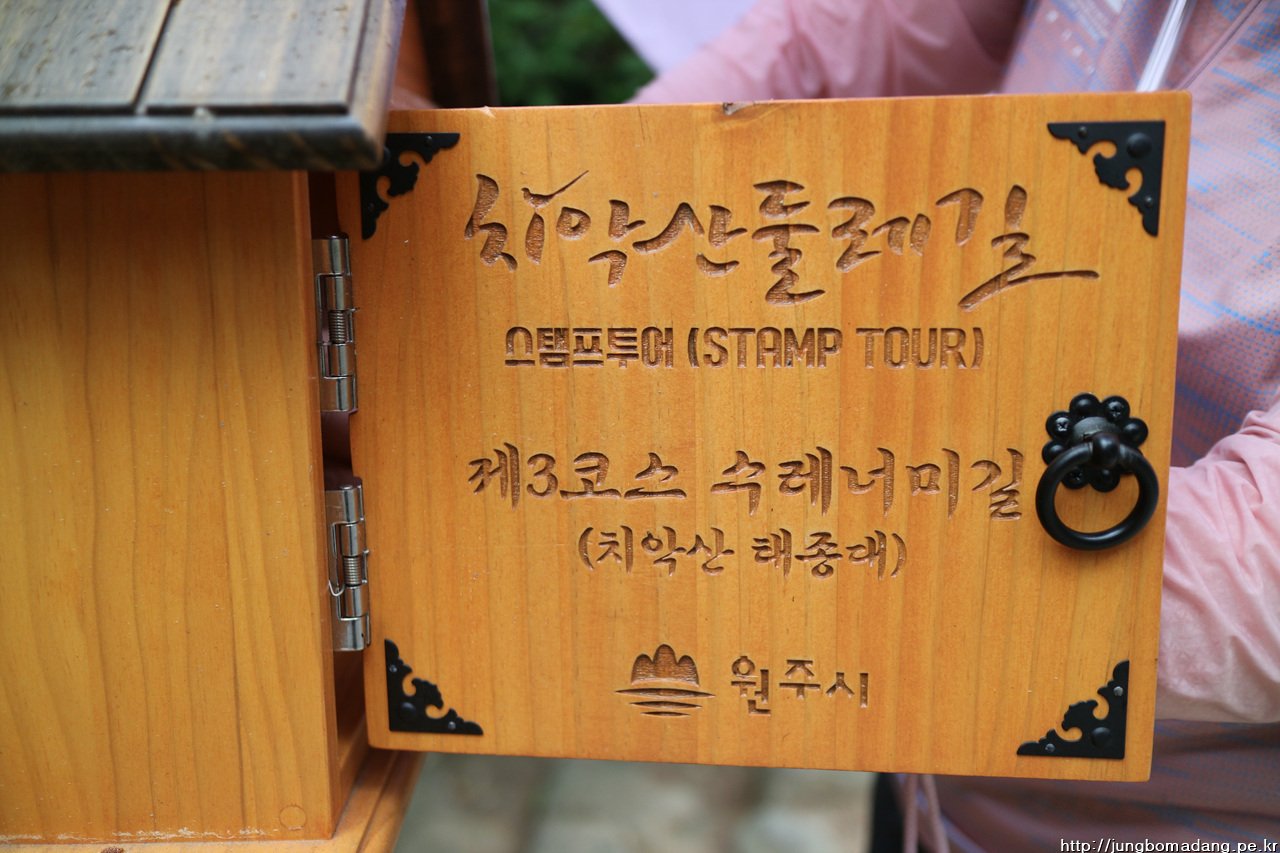 치악산둘레길
스탬프투어 (STAMP TOUR)
제3코스 수레너미길
(치악산 태종대)
원주시
http://jungbomadang.pe.kr